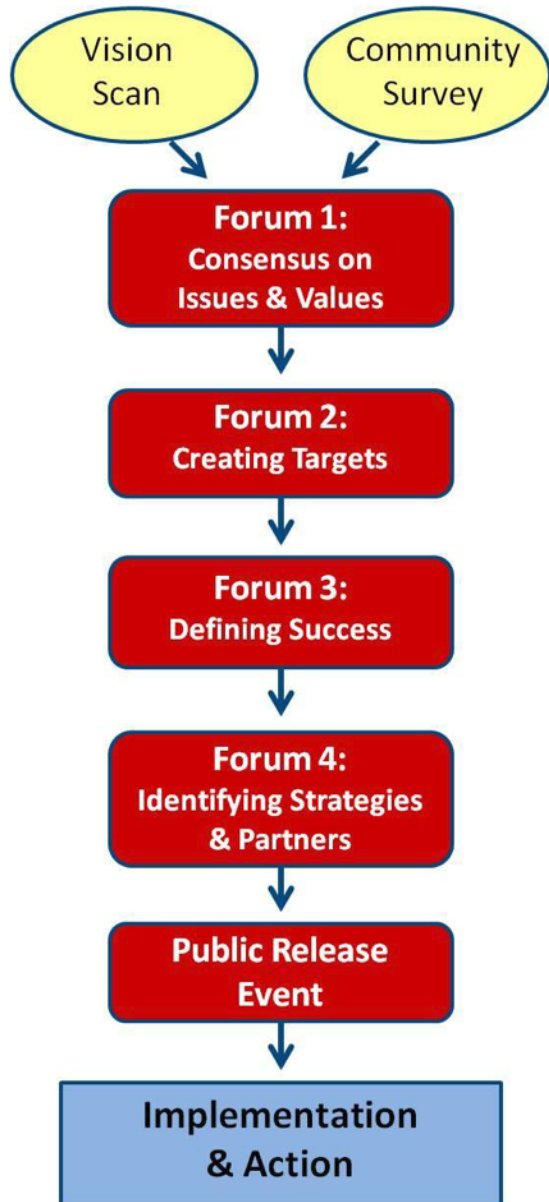 Vision
Scan
Community
Survey
Forum 1:
Consensus on
Issues & Values
Forum 2:
Creating Targets
Forum 3:
Defining Success
Forum 4:
Identifying Strategies
& Partners
Public Release
Event
Implementation
& Action